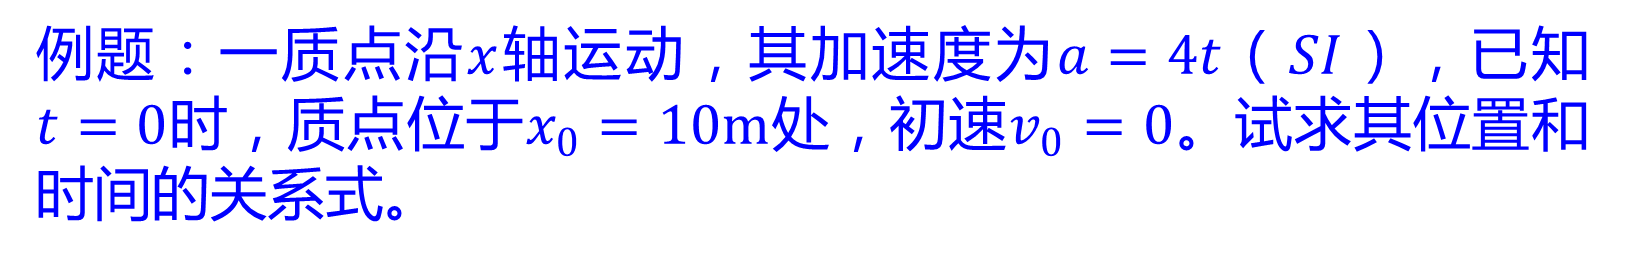 例题：一质点沿x轴运动，其加速度为a = 4t（SI），已知
t = 0时，质点位于x₀ = 10m处，初速v₀ = 0。试求其位置和
时间的关系式。